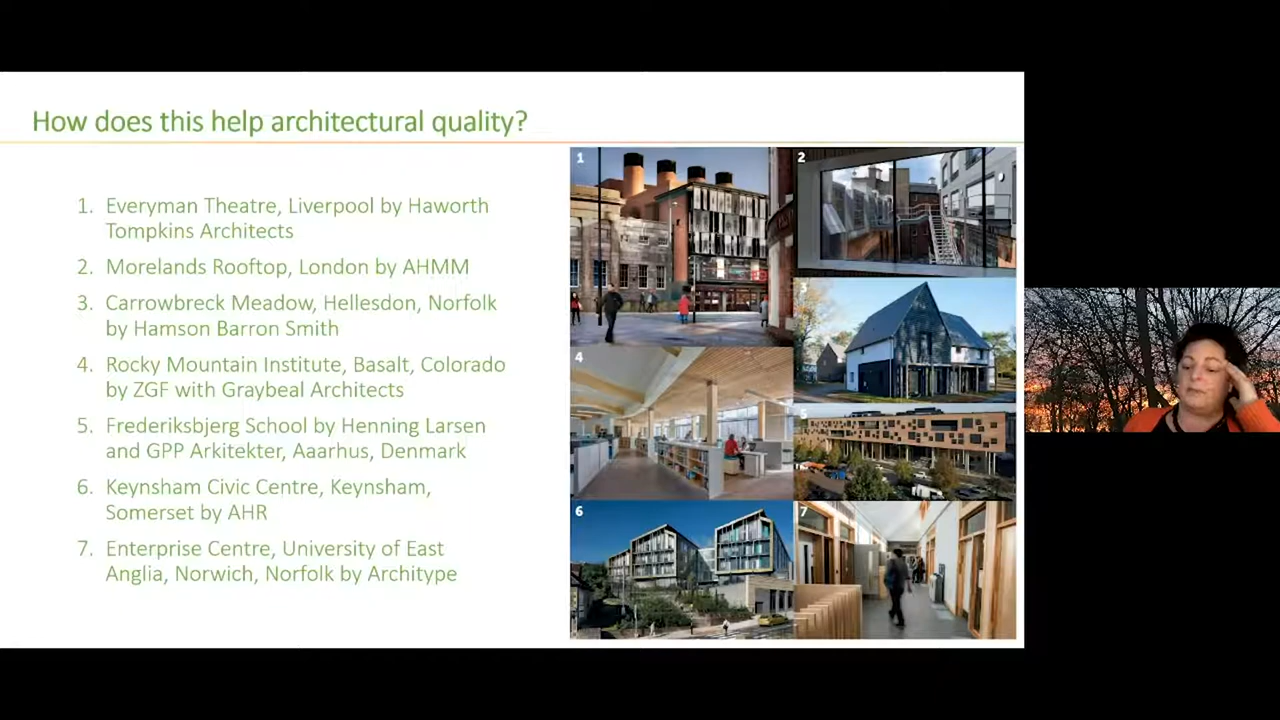 How does this help architectural quality?
1. Everyman Theatre, Liverpool by Haworth
Tompkins Architects
2. Morelands Rooftop, London by AHMM
3. Carrowbreck Meadow, Hellesdon, Norfolk
by Hamson Barron Smith
4. Rocky Mountain Institute, Basalt, Colorado
by ZGF with Graybeal Architects
5. Frederiksbjerg School by Henning Larsen
and GPP Arkitekter, Aaarhus, Denmark
6. Keynsham Civic Centre, Keynsham,
Somerset by AHR
7. Enterprise Centre, University of East
Anglia, Norwich, Norfolk by Architype
1
2
3
4
5
6
7